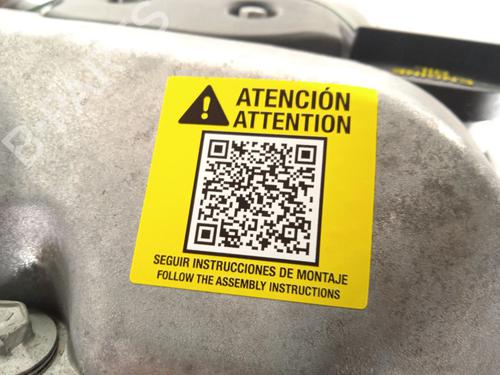 ATENCIÓN
ATTENTION
SEGUIR INSTRUCCIONES DE MONTAJE
FOLLOW THE ASSEMBLY INSTRUCTIONS